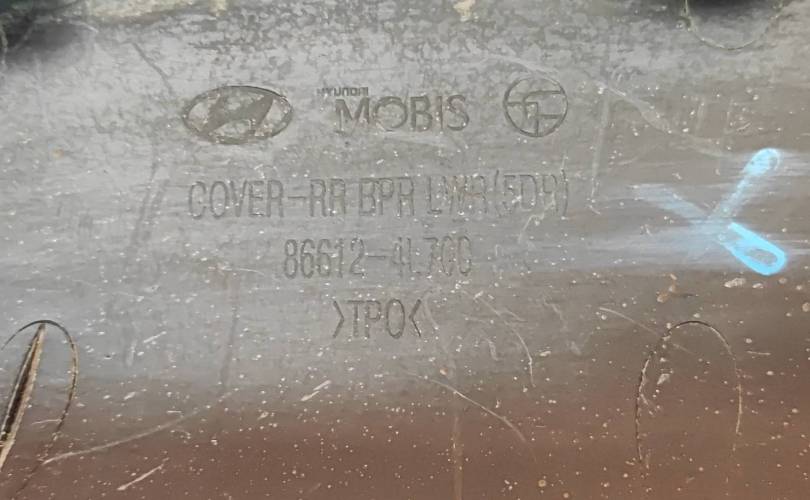 HYUNDAI
MOBIS
COVER-RR BPR LWR(5DR)
86612-4L700
>TPO<